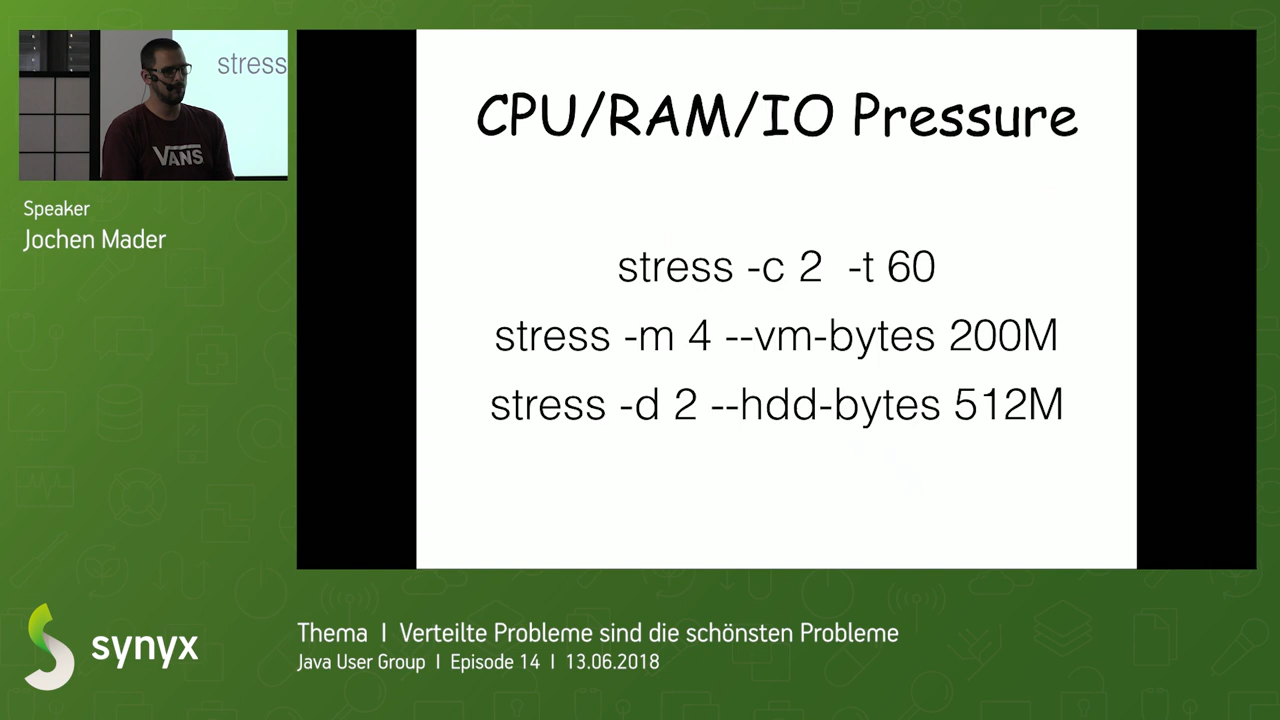 stress
VANS
Speaker
Jochen Mader
CPU/RAM/IO Pressure
stress -c 2 -t 60
stress -m 4 --vm-bytes 200M
stress -d 2 --hdd-bytes 512M
synyx
Thema | Verteilte Probleme sind die schönsten Probleme
Java User Group | Episode 14 | 13.06.2018